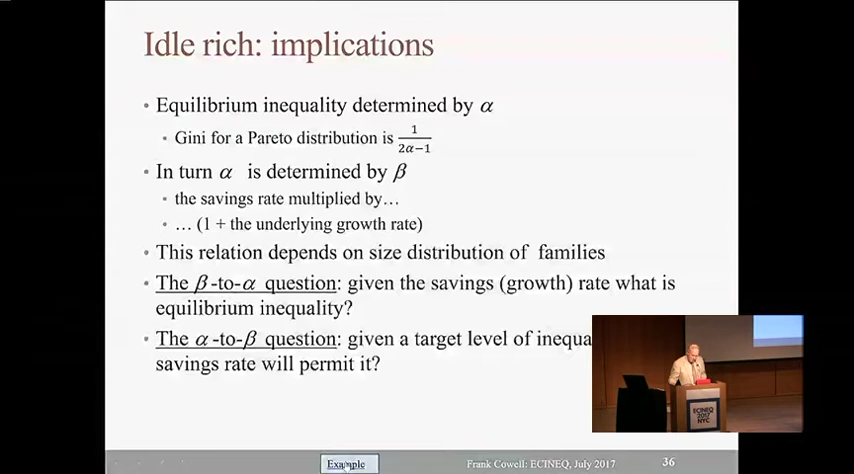 Idle rich: implications
• Equilibrium inequality determined by α
• Gini for a Pareto distribution is 1/(2α−1)
• In turn α is determined by β
• the savings rate multiplied by…
• … (1 + the underlying growth rate)
• This relation depends on size distribution of families
• The β-to-α question: given the savings (growth) rate what is
equilibrium inequality?
• The α-to-β question: given a target level of inequa
savings rate will permit it?
ECINEQ
2017
NYC
Example
Frank Cowell: ECINEQ, July 2017
36